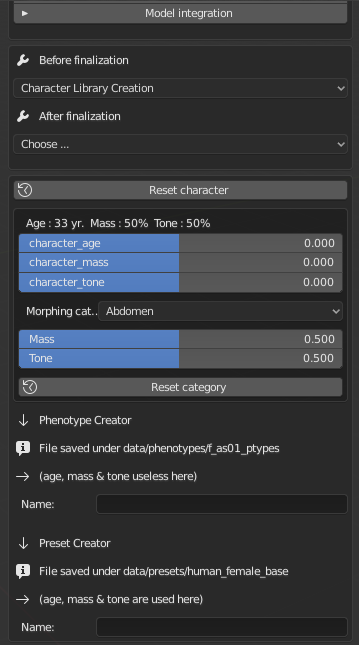 Model integration
Before finalization
Character Library Creation
After finalization
Choose ...
Reset character
Age : 33 yr.  Mass : 50%  Tone : 50%
character_age 0.000
character_mass 0.000
character_tone 0.000
Morphing cat.. Abdomen
Mass 0.500
Tone 0.500
Reset category
Phenotype Creator
File saved under data/phenotypes/f_as01_ptypes
(age, mass & tone useless here)
Name:
Preset Creator
File saved under data/presets/human_female_base
(age, mass & tone are used here)
Name: